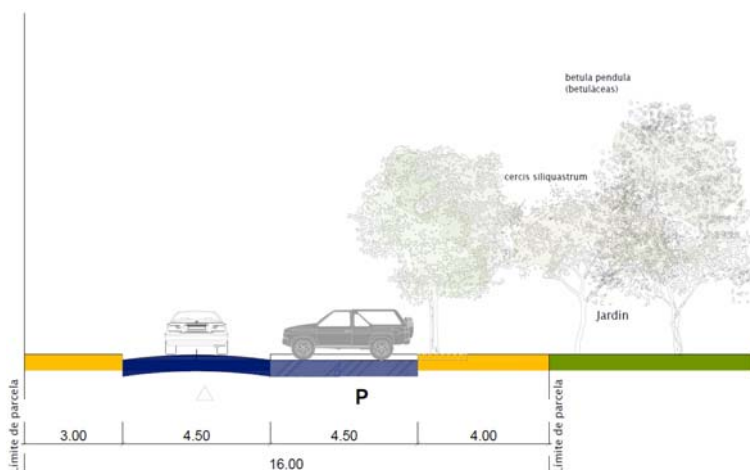 betula pendula
(betuláceas)
cercis siliquastrum
Jardin
Límite de parcela
P
Límite de parcela
3.00
4.50
4.50
4.00
16.00